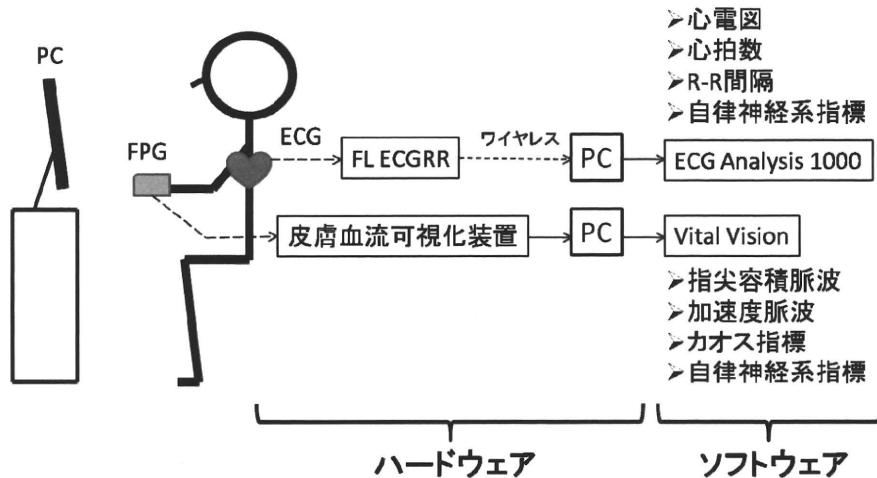 PC
FPG
ECG
FL ECGRR
ワイヤレス
PC
➢心電図
➢心拍数
➢R-R間隔
➢自律神経系指標
ECG Analysis 1000
皮膚血流可視化装置
PC
Vital Vision
➢指尖容積脈波
➢加速度脈波
➢カオス指標
➢自律神経系指標
ハードウェア
ソフトウェア